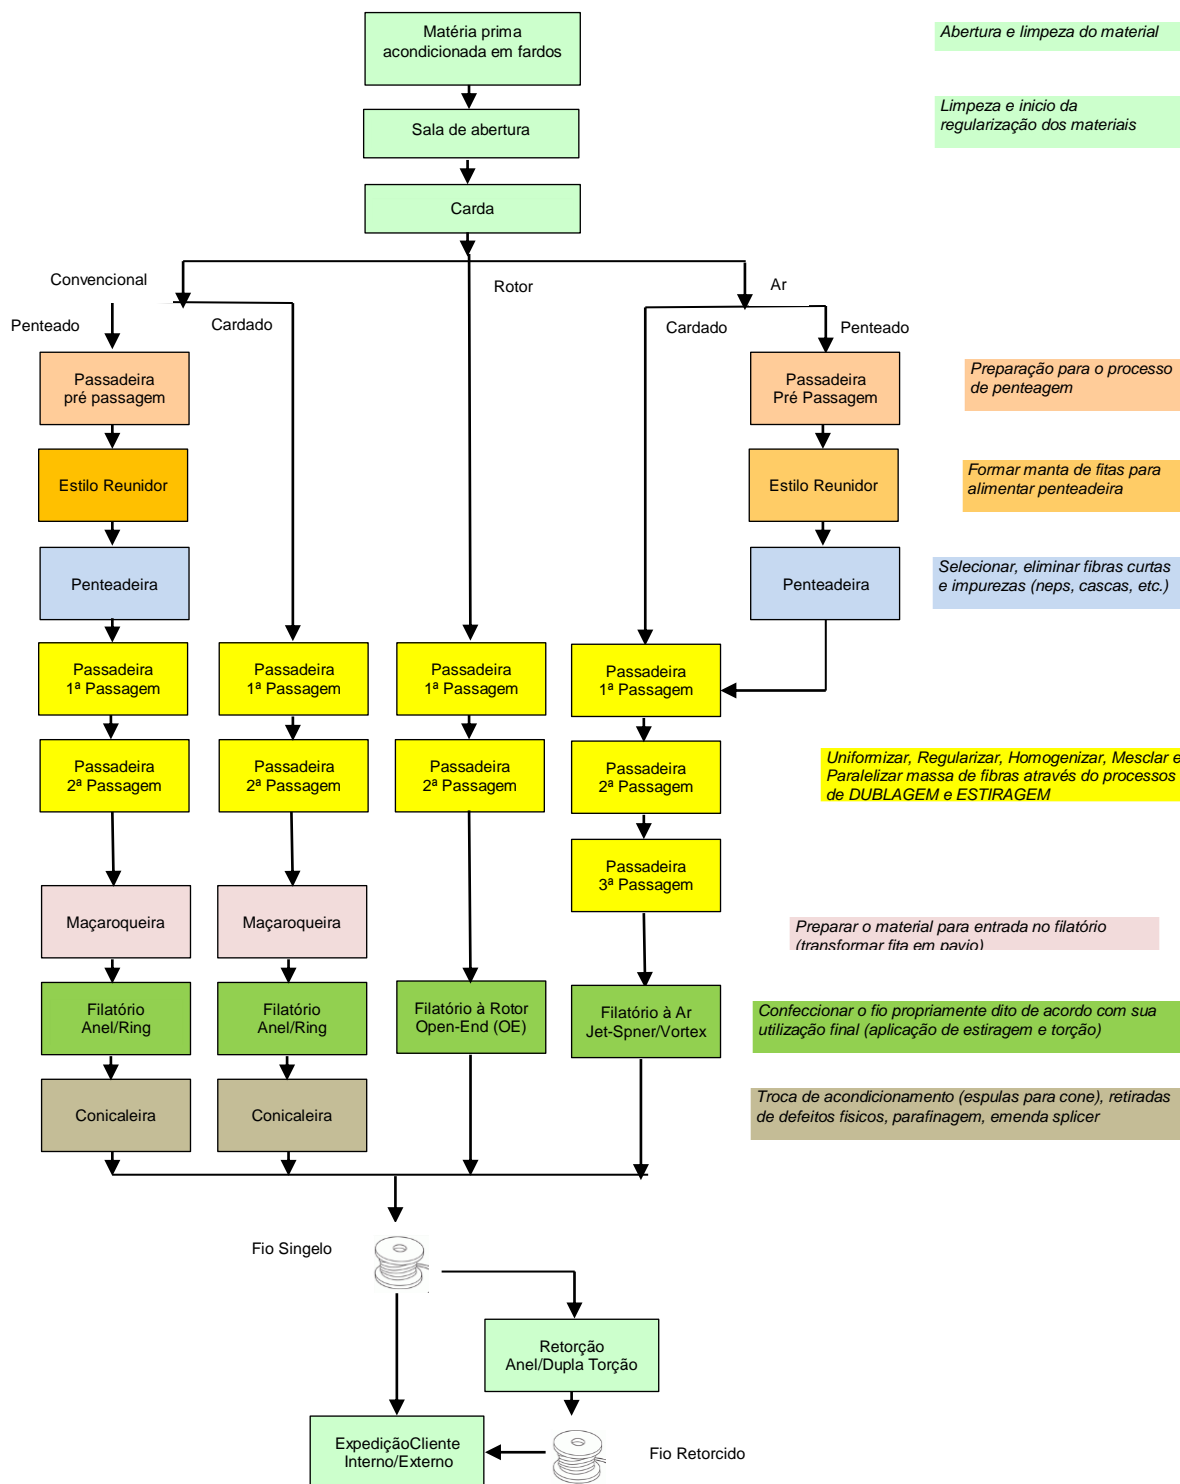 Matéria prima
acondicionada em fardos
Abertura e limpeza do material
Limpeza e inicio da
regularização dos materiais
Sala de abertura
Carda
Convencional
Rotor
Ar
Penteado
Cardado
Cardado
Penteado
Passadeira
pré passagem
Passadeira
Pré Passagem
Preparação para o processo
de penteagem
Estilo Reunidor
Estilo Reunidor
Formar manta de fitas para
alimentar penteadeira
Penteadeira
Penteadeira
Selecionar, eliminar fibras curtas
e impurezas (neps, cascas, etc.)
Passadeira
1ª Passagem
Passadeira
1ª Passagem
Passadeira
1ª Passagem
Passadeira
1ª Passagem
Passadeira
2ª Passagem
Passadeira
2ª Passagem
Passadeira
2ª Passagem
Passadeira
2ª Passagem
Uniformizar, Regularizar, Homogenizar, Mesclar e
Paralelizar massa de fibras através do processos
de DUBLAGEM e ESTIRAGEM
Passadeira
3ª Passagem
Maçaroqueira
Maçaroqueira
Preparar o material para entrada no filatório
(transformar fita em pavio)
Filatório
Anel/Ring
Filatório
Anel/Ring
Filatório à Rotor
Open-End (OE)
Filatório à Ar
Jet-Spner/Vortex
Confeccionar o fio propriamente dito de acordo com sua
utilização final (aplicação de estiragem e torção)
Conicaleira
Conicaleira
Troca de acondicionamento (espulas para cone), retiradas
de defeitos fisicos, parafinagem, emenda splicer
Fio Singelo
Retorção
Anel/Dupla Torção
ExpediçãoCliente
Interno/Externo
Fio Retorcido